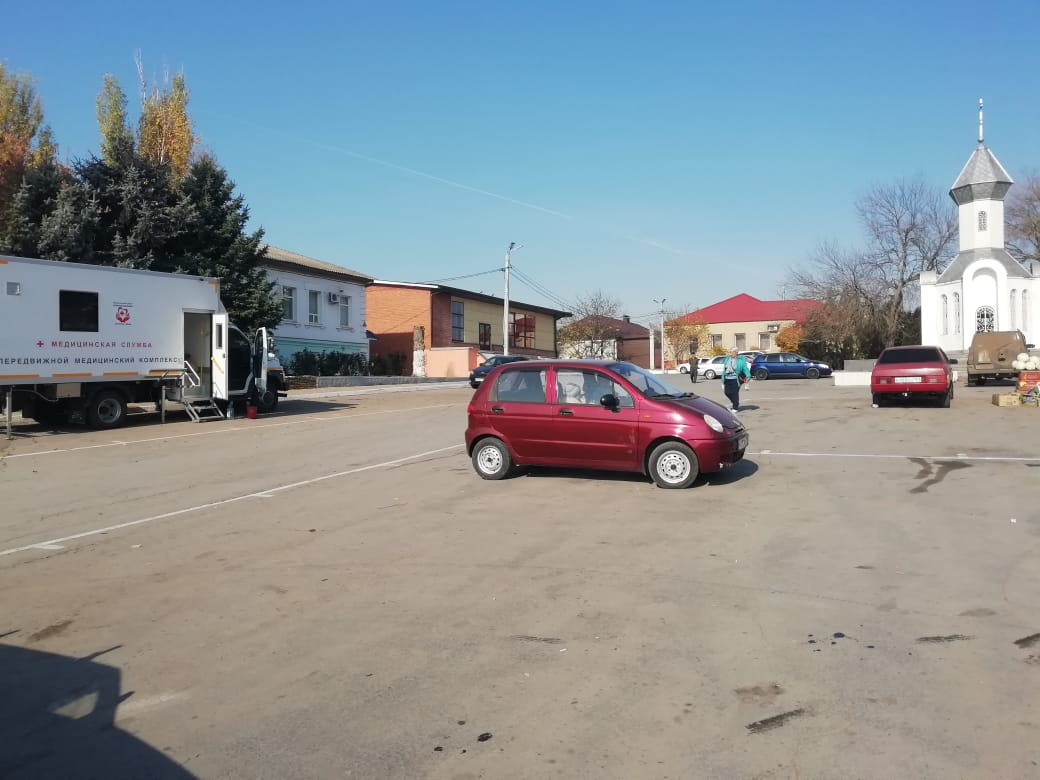 МЕДИЦИНСКАЯ СЛУЖБА
ПЕРЕДВИЖНОЙ МЕДИЦИНСКИЙ КОМПЛЕКС